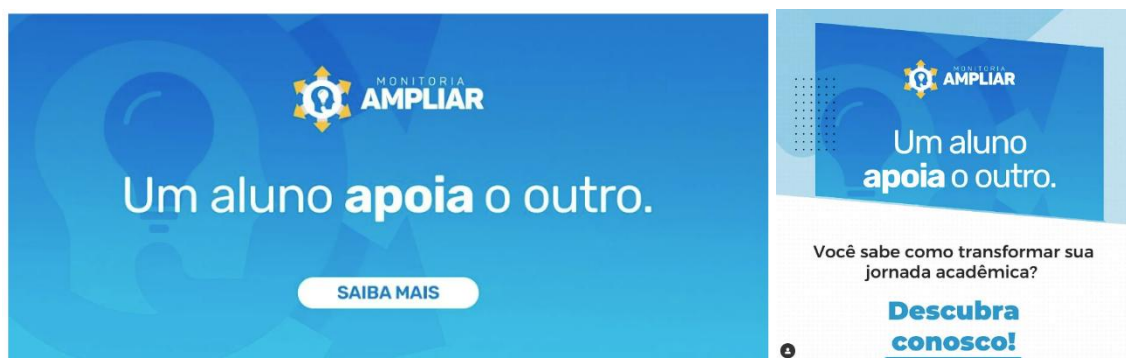 MONITORIA
AMPLIAR
Um aluno apoia o outro.
SAIBA MAIS
MONITORIA
AMPLIAR
Um aluno
apoia o outro.
Você sabe como transformar sua
jornada acadêmica?
Descubra
conosco!